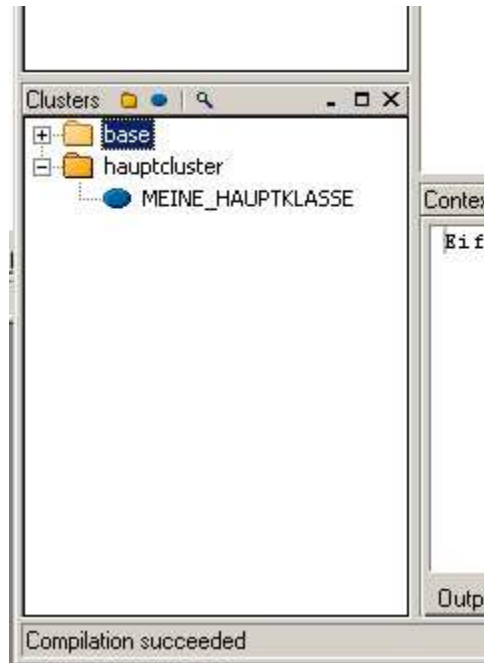 Clusters
base
hauptcluster
MEINE_HAUPTKLASSE
Contex
Eif
Outp
Compilation succeeded